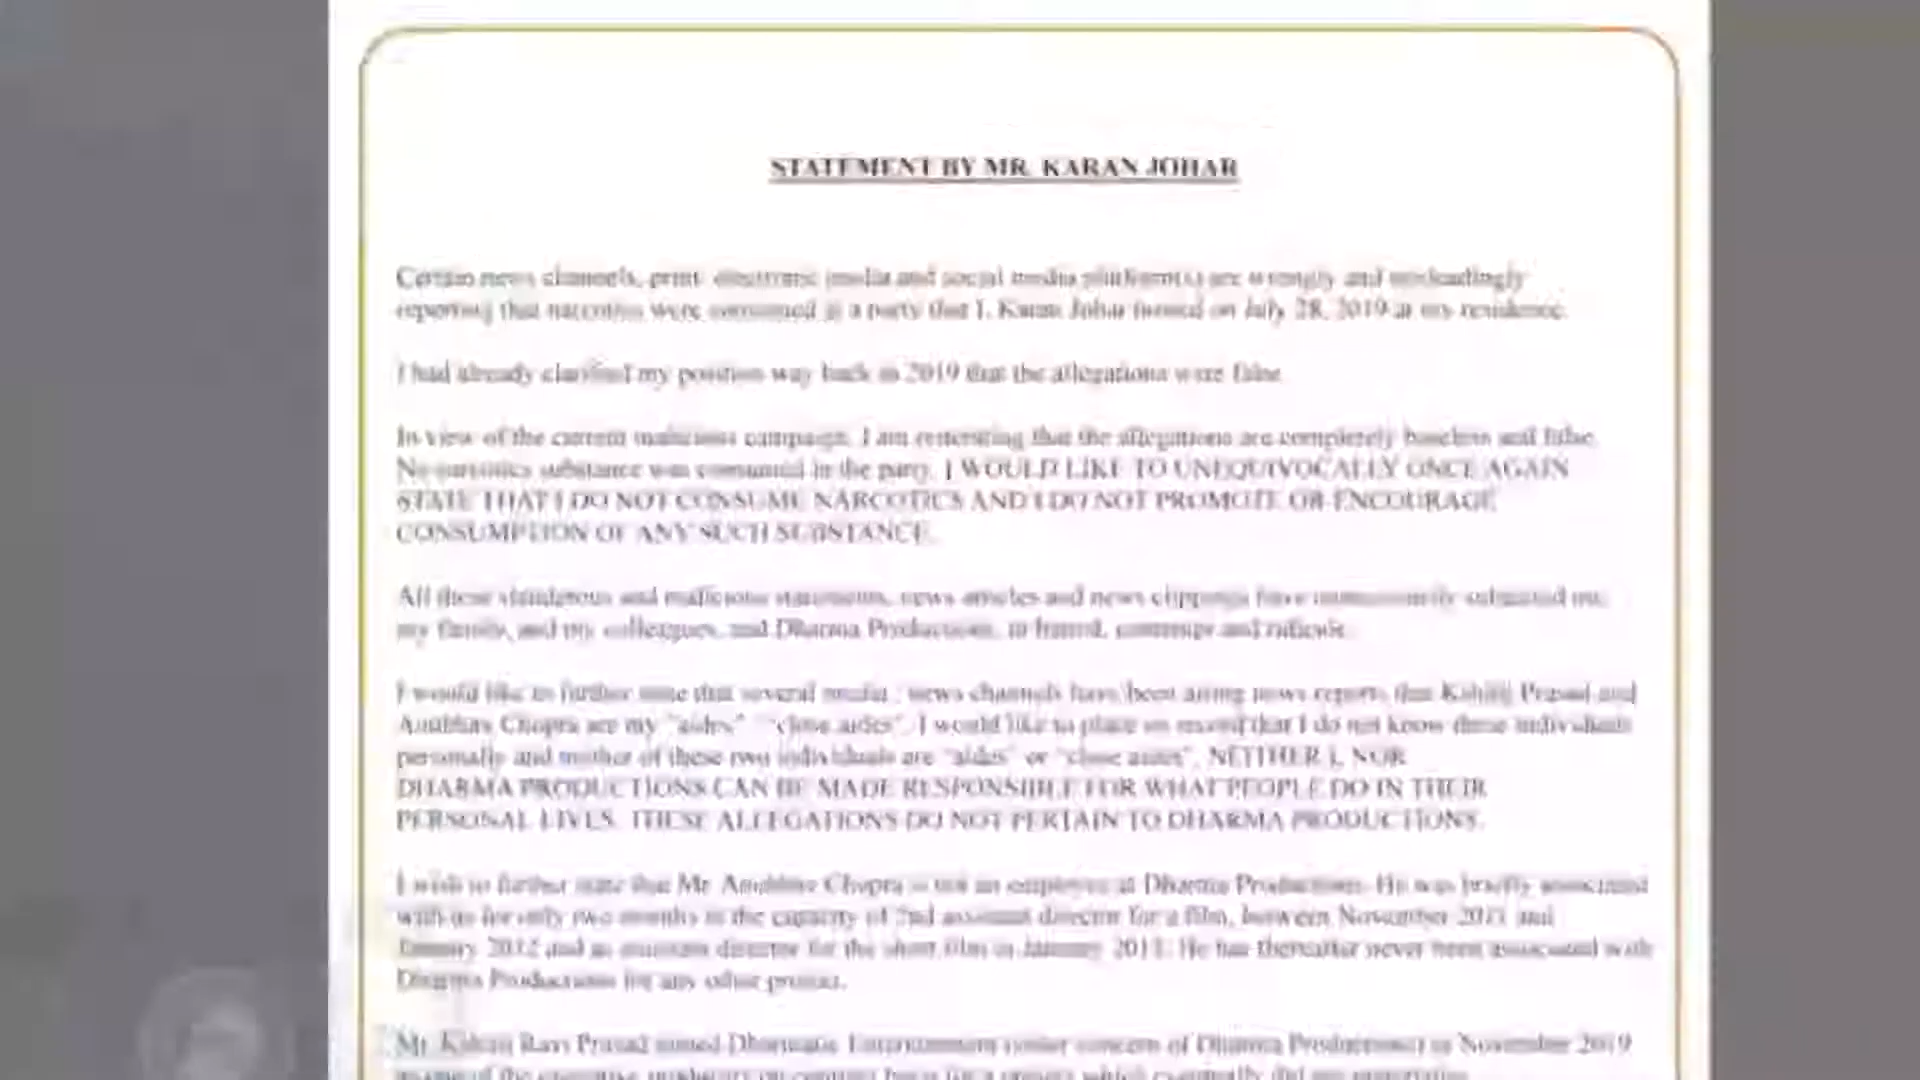 STATEMENT BY MR. KARAN JOHAR
Certain news channels, print/ electronic media and social media platform(s) are wrongly and misleadingly
reporting that narcotics were consumed at a party that I, Karan Johar hosted on July 28, 2019 at my residence.
I had already clarified my position way back in 2019 that the allegations were false.
In view of the current malicious campaign, I am reiterating that the allegations are completely baseless and false.
No narcotics substance was consumed in the party. I WOULD LIKE TO UNEQUIVOCALLY ONCE AGAIN
STATE THAT I DO NOT CONSUME NARCOTICS AND I DO NOT PROMOTE OR ENCOURAGE
CONSUMPTION OF ANY SUCH SUBSTANCE.
All these slanderous and malicious statements, news articles and news clippings have unnecessarily subjected me,
my family, and my colleagues, and Dharma Productions, to hatred, contempt and ridicule.
I would like to further state that several media / news channels have been airing news reports that Kshitij Prasad and
Anubhav Chopra are my "aides" / "close aides". I would like to place on record that I do not know these individuals
personally and neither of these two individuals are "aides" or "close aides". NEITHER I, NOR
DHARMA PRODUCTIONS CAN BE MADE RESPONSIBLE FOR WHAT PEOPLE DO IN THEIR
PERSONAL LIVES. THESE ALLEGATIONS DO NOT PERTAIN TO DHARMA PRODUCTIONS.
I wish to further state that Mr. Anubhav Chopra is not an employee at Dharma Productions. He was briefly associated
with us for only two months in the capacity of 2nd assistant director for a film, between November 2011 and
January 2012 and as assistant director for the short film in January 2013. He has thereafter never been associated with
Dharma Productions for any other project.
Mr. Kshitij Ravi Prasad joined Dharmatic Entertainment (sister concern of Dharma Productions) in November 2019